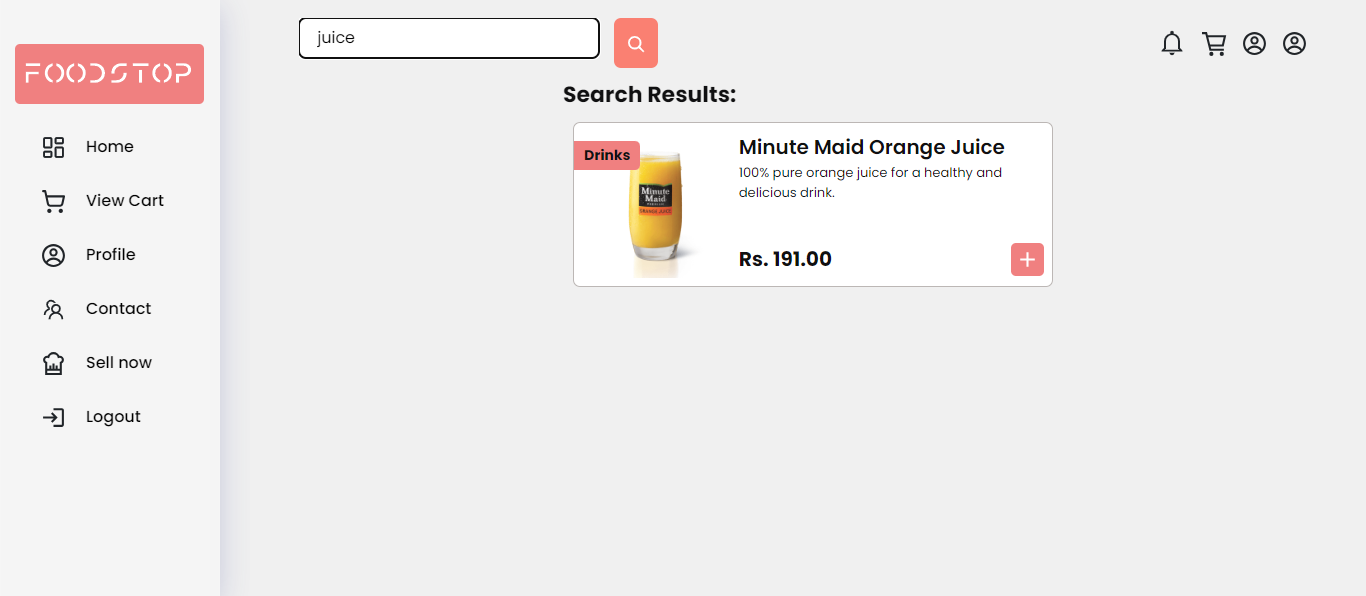 FOODSTOP
Home
View Cart
Profile
Contact
Sell now
Logout
juice
Search Results:
Drinks
Minute
Maid
ORANGE JUICE
Minute Maid Orange Juice
100% pure orange juice for a healthy and
delicious drink.
Rs. 191.00